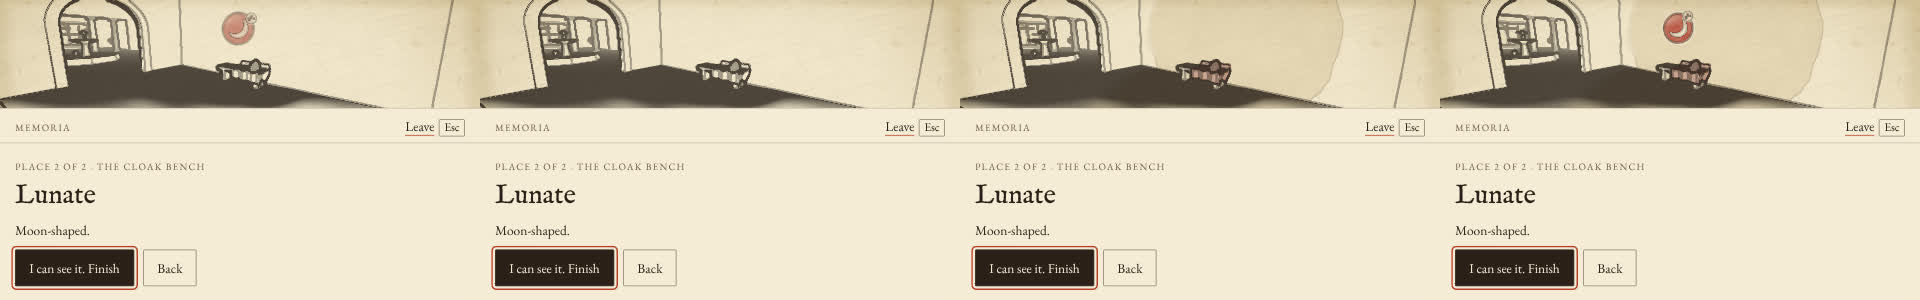 MEMORIA Leave Esc
PLACE 2 OF 2 . THE CLOAK BENCH
Lunate
Moon-shaped.
I can see it. Finish Back
MEMORIA Leave Esc
PLACE 2 OF 2 . THE CLOAK BENCH
Lunate
Moon-shaped.
I can see it. Finish Back
MEMORIA Leave Esc
PLACE 2 OF 2 . THE CLOAK BENCH
Lunate
Moon-shaped.
I can see it. Finish Back
MEMORIA Leave Esc
PLACE 2 OF 2 . THE CLOAK BENCH
Lunate
Moon-shaped.
I can see it. Finish Back